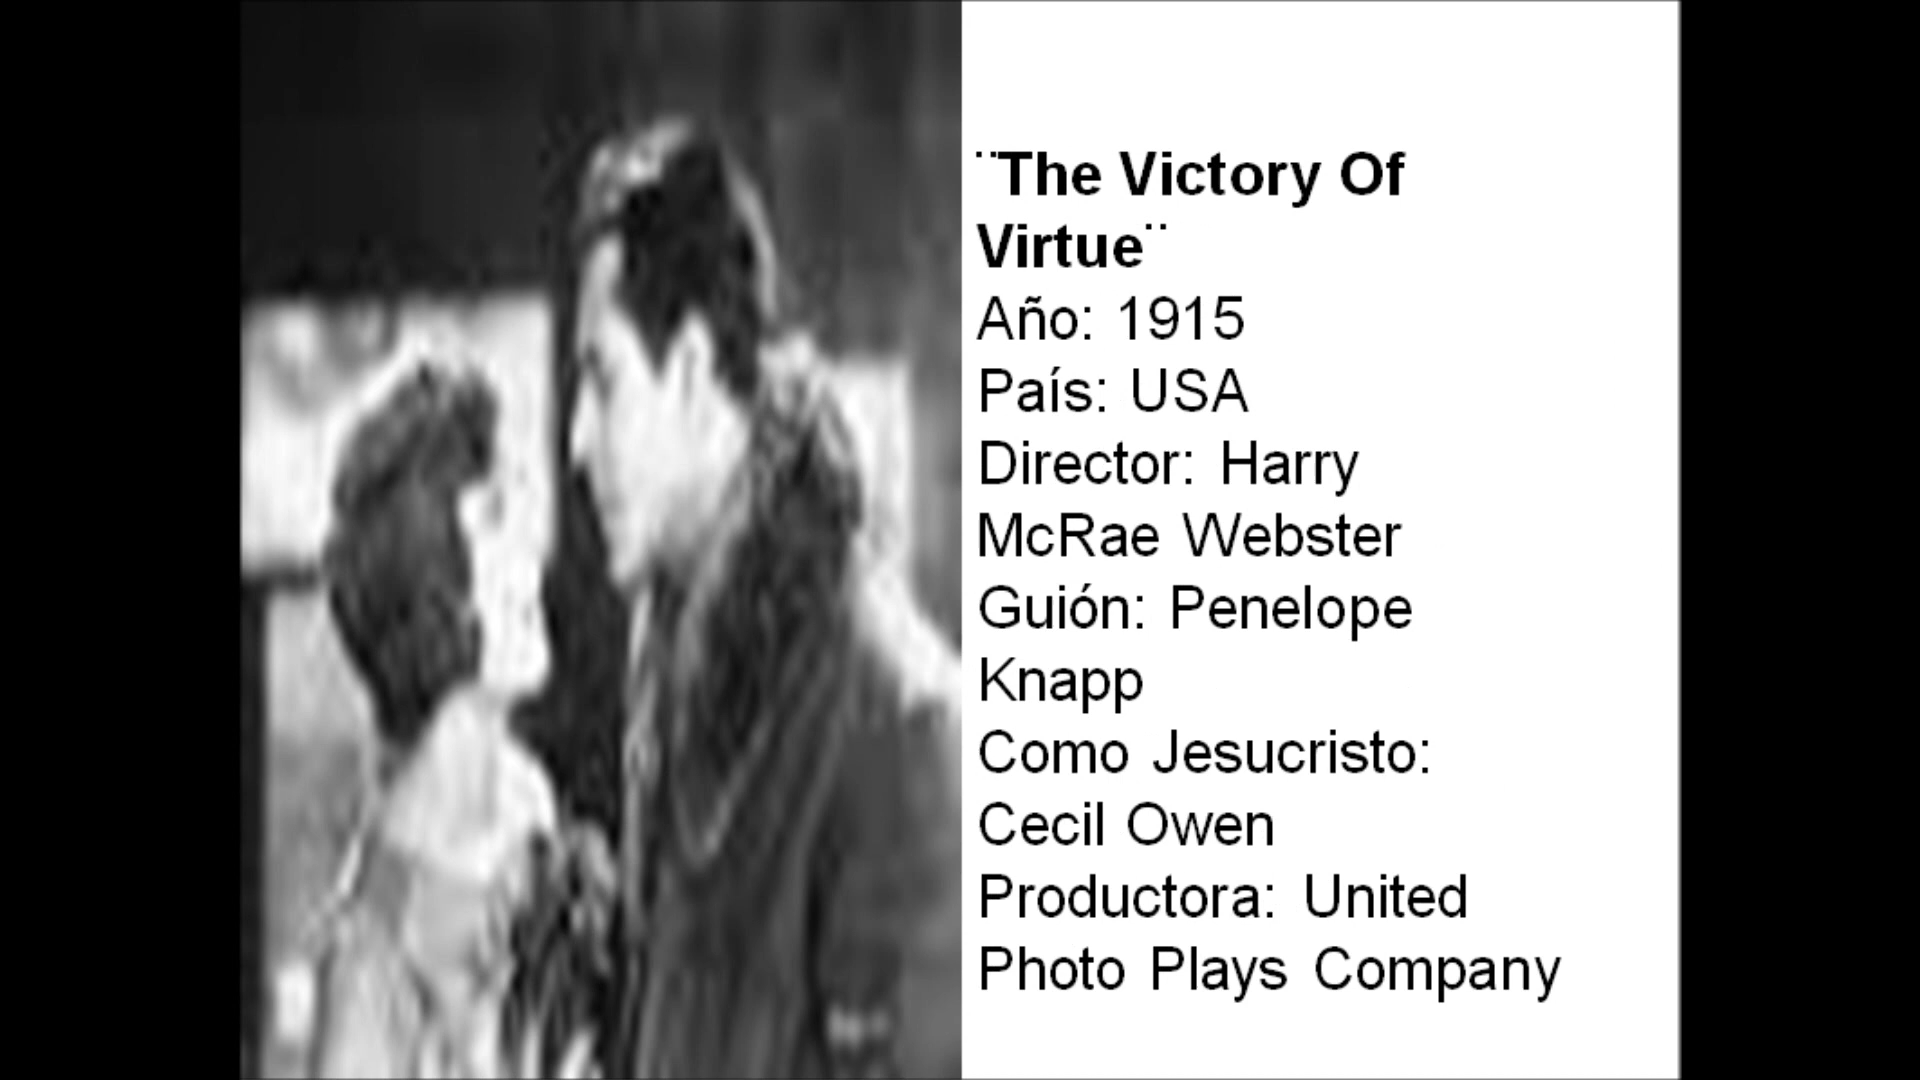 ¨The Victory Of
Virtue¨
Año: 1915
País: USA
Director: Harry
McRae Webster
Guión: Penelope
Knapp
Como Jesucristo:
Cecil Owen
Productora: United
Photo Plays Company